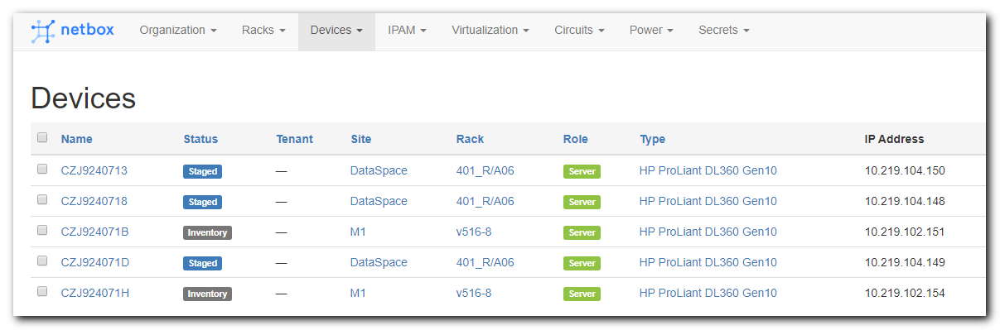 netbox Organization Racks Devices IPAM Virtualization Circuits Power Secrets
Devices
Name Status Tenant Site Rack Role Type IP Address
CZJ9240713 Staged — DataSpace 401_R/A06 Server HP ProLiant DL360 Gen10 10.219.104.150
CZJ9240718 Staged — DataSpace 401_R/A06 Server HP ProLiant DL360 Gen10 10.219.104.148
CZJ924071B Inventory — M1 v516-8 Server HP ProLiant DL360 Gen10 10.219.102.151
CZJ924071D Staged — DataSpace 401_R/A06 Server HP ProLiant DL360 Gen10 10.219.104.149
CZJ924071H Inventory — M1 v516-8 Server HP ProLiant DL360 Gen10 10.219.102.154